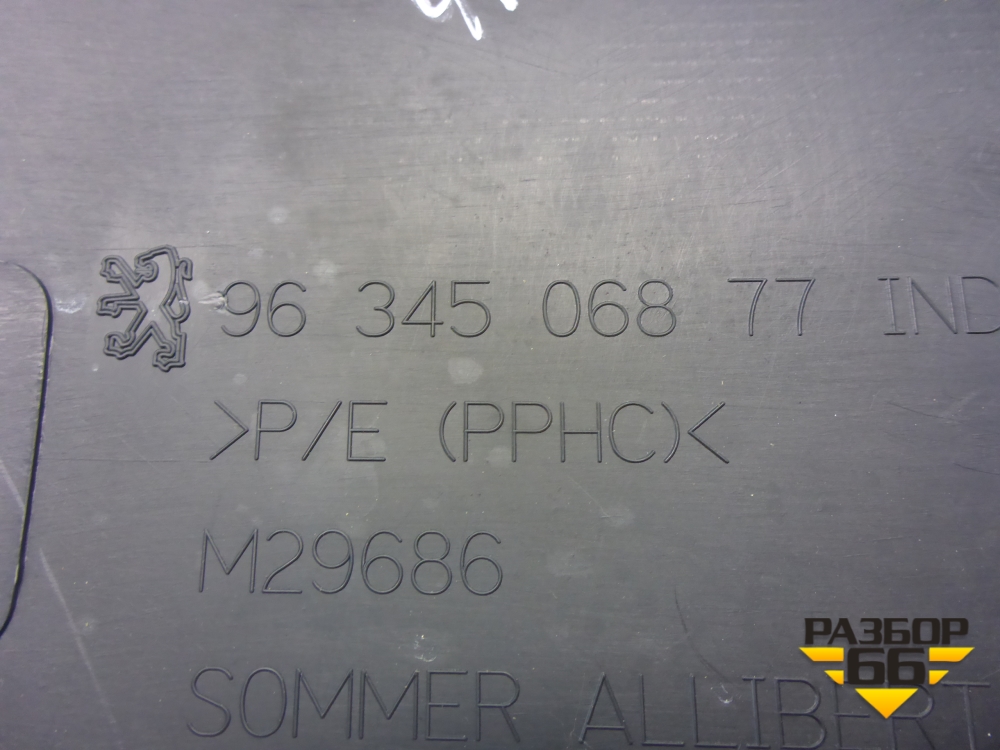 96 345 068 77 IND
>P/E (PPHC)<
M29686
SOMMER ALLIBERT
РАЗБОР
66